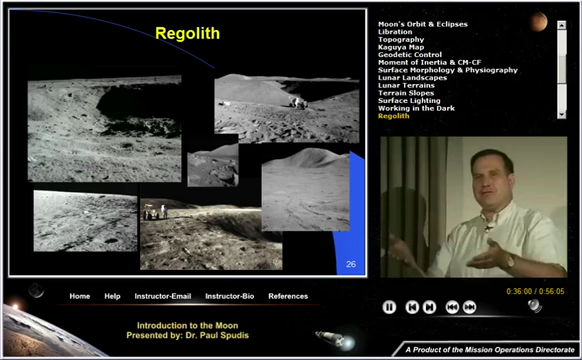 Regolith
26
Moon's Orbit & Eclipses
Libration
Topography
Kaguya Map
Geodetic Control
Moment of Inertia & CM-CF
Surface Morphology & Physiography
Lunar Landscapes
Lunar Terrains
Terrain Slopes
Surface Lighting
Working in the Dark
Regolith
0:36:00 / 0:56:05
Home Help Instructor-Email Instructor-Bio References
Introduction to the Moon
Presented by: Dr. Paul Spudis
A Product of the Mission Operations Directorate